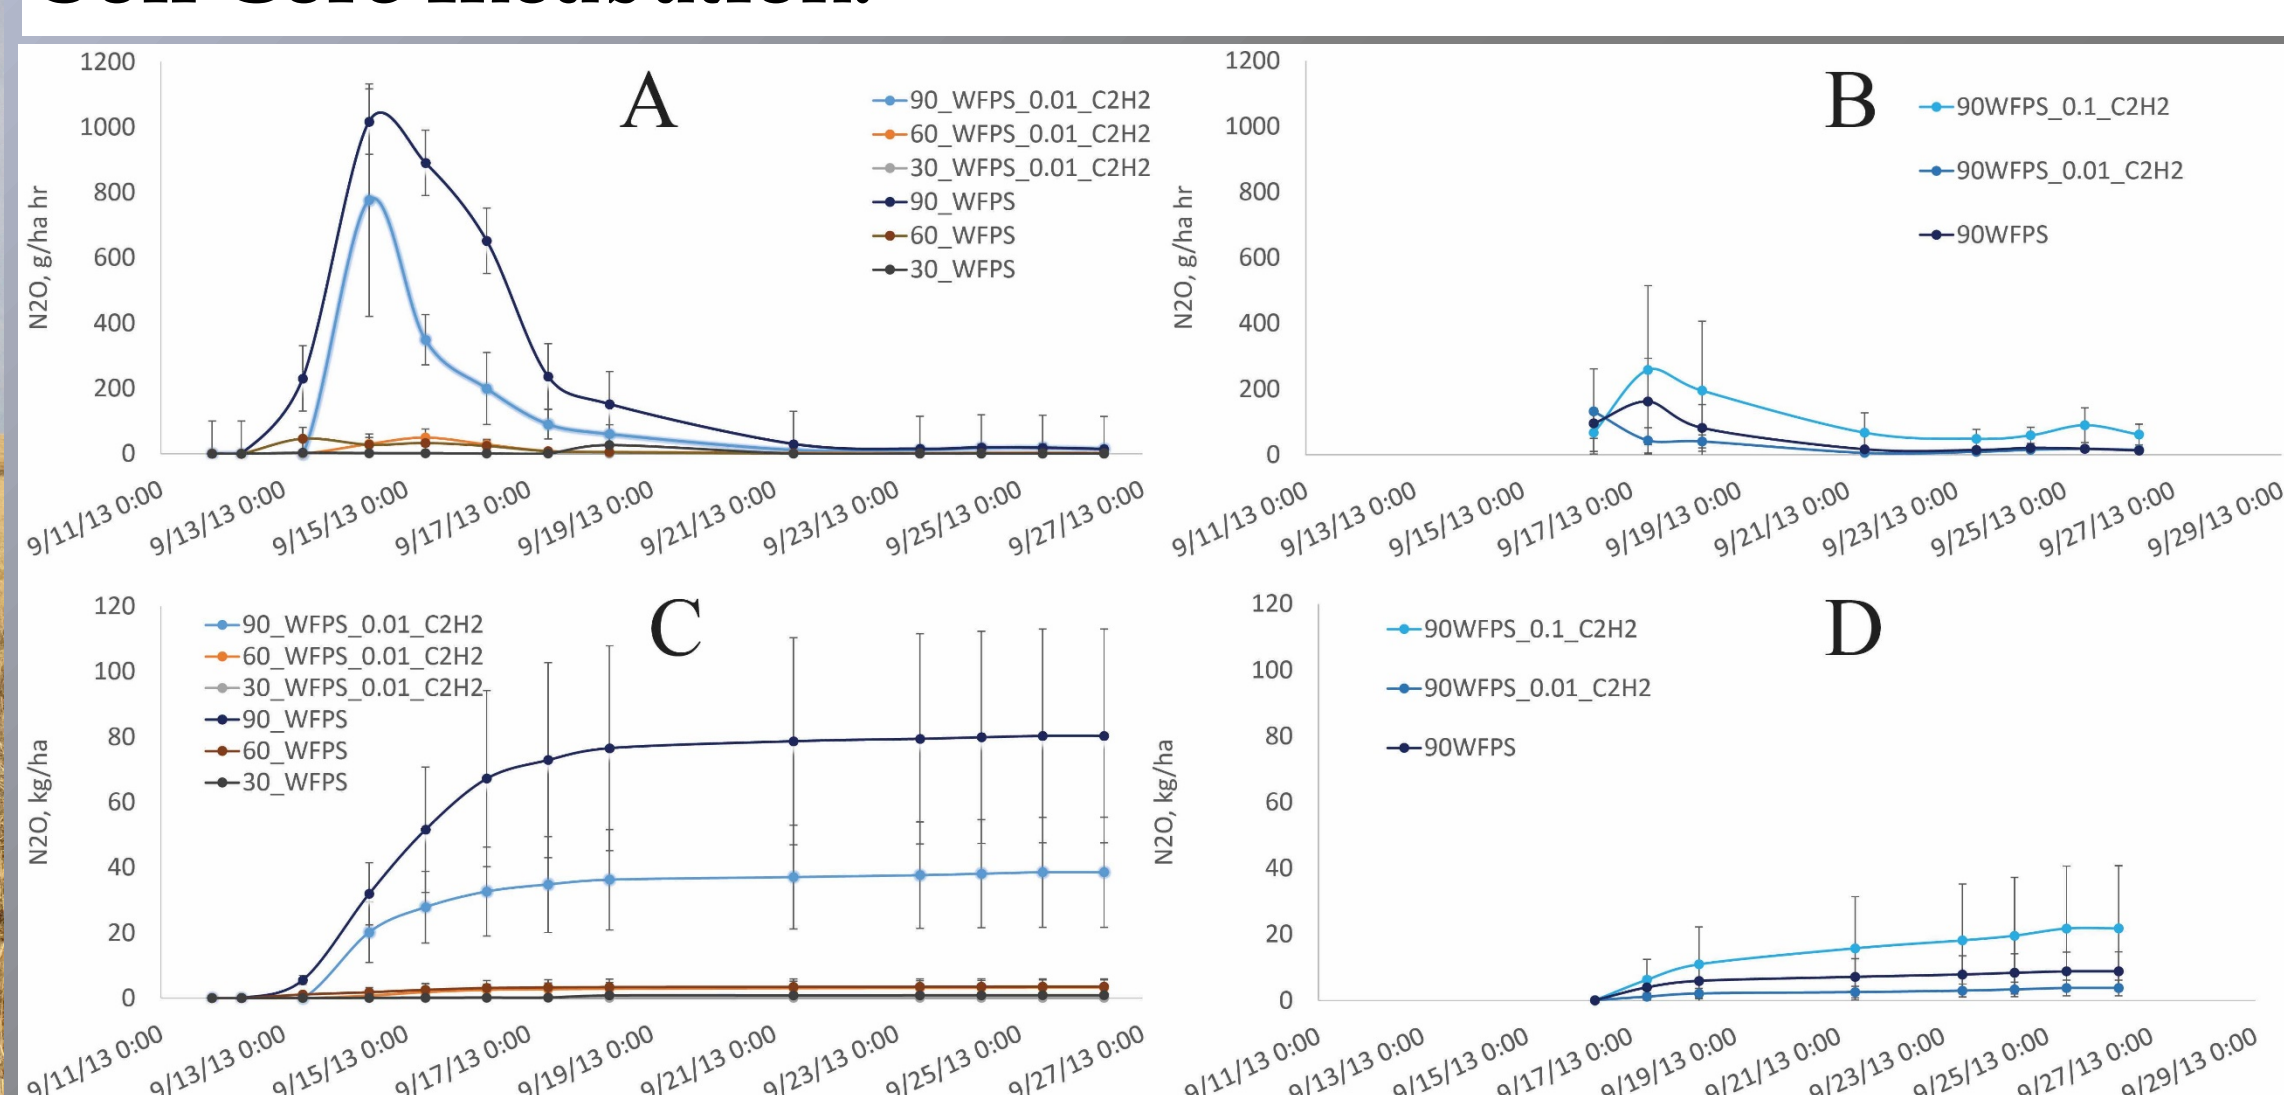 Soil Core Incubation.
A
1200
1000
800
600
400
200
0
N2O, g/ha hr
90_WFPS_0.01_C2H2
60_WFPS_0.01_C2H2
30_WFPS_0.01_C2H2
90_WFPS
60_WFPS
30_WFPS
9/11/13 0:00
9/13/13 0:00
9/15/13 0:00
9/17/13 0:00
9/19/13 0:00
9/21/13 0:00
9/23/13 0:00
9/25/13 0:00
9/27/13 0:00
B
1200
1000
800
600
400
200
0
N2O, g/ha hr
90WFPS_0.1_C2H2
90WFPS_0.01_C2H2
90WFPS
9/11/13 0:00
9/13/13 0:00
9/15/13 0:00
9/17/13 0:00
9/19/13 0:00
9/21/13 0:00
9/23/13 0:00
9/25/13 0:00
9/27/13 0:00
9/29/13 0:00
C
120
100
80
60
40
20
0
N2O, kg/ha
90_WFPS_0.01_C2H2
60_WFPS_0.01_C2H2
30_WFPS_0.01_C2H2
90_WFPS
60_WFPS
30_WFPS
9/11/13 0:00
9/13/13 0:00
9/15/13 0:00
9/17/13 0:00
9/19/13 0:00
9/21/13 0:00
9/23/13 0:00
9/25/13 0:00
9/27/13 0:00
D
120
100
80
60
40
20
0
N2O, kg/ha
90WFPS_0.1_C2H2
90WFPS_0.01_C2H2
90WFPS
9/11/13 0:00
9/13/13 0:00
9/15/13 0:00
9/17/13 0:00
9/19/13 0:00
9/21/13 0:00
9/23/13 0:00
9/25/13 0:00
9/27/13 0:00
9/29/13 0:00